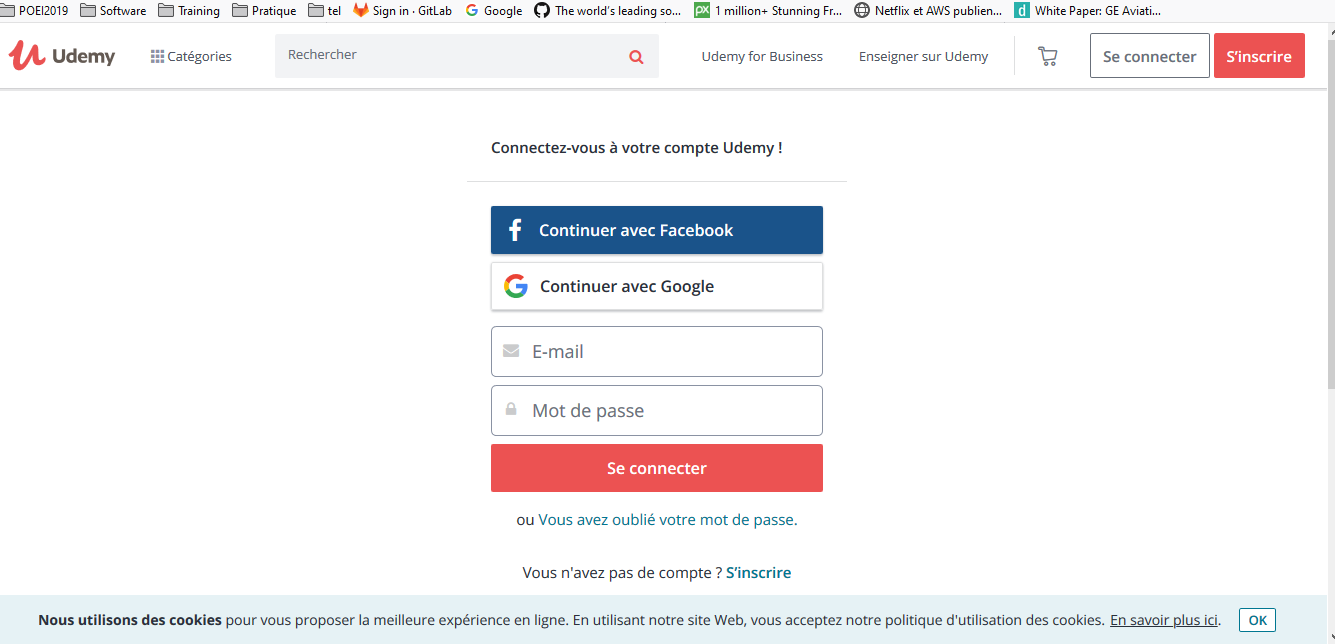 POEI2019 Software Training Pratique tel Sign in · GitLab Google The world's leading so... 1 million+ Stunning Fr... Netflix et AWS publien... White Paper: GE Aviati...
Udemy Catégories Rechercher Udemy for Business Enseigner sur Udemy Se connecter S'inscrire
Connectez-vous à votre compte Udemy !
Continuer avec Facebook
Continuer avec Google
E-mail
Mot de passe
Se connecter
ou Vous avez oublié votre mot de passe.
Vous n'avez pas de compte ? S'inscrire
Nous utilisons des cookies pour vous proposer la meilleure expérience en ligne. En utilisant notre site Web, vous acceptez notre politique d'utilisation des cookies. En savoir plus ici. OK